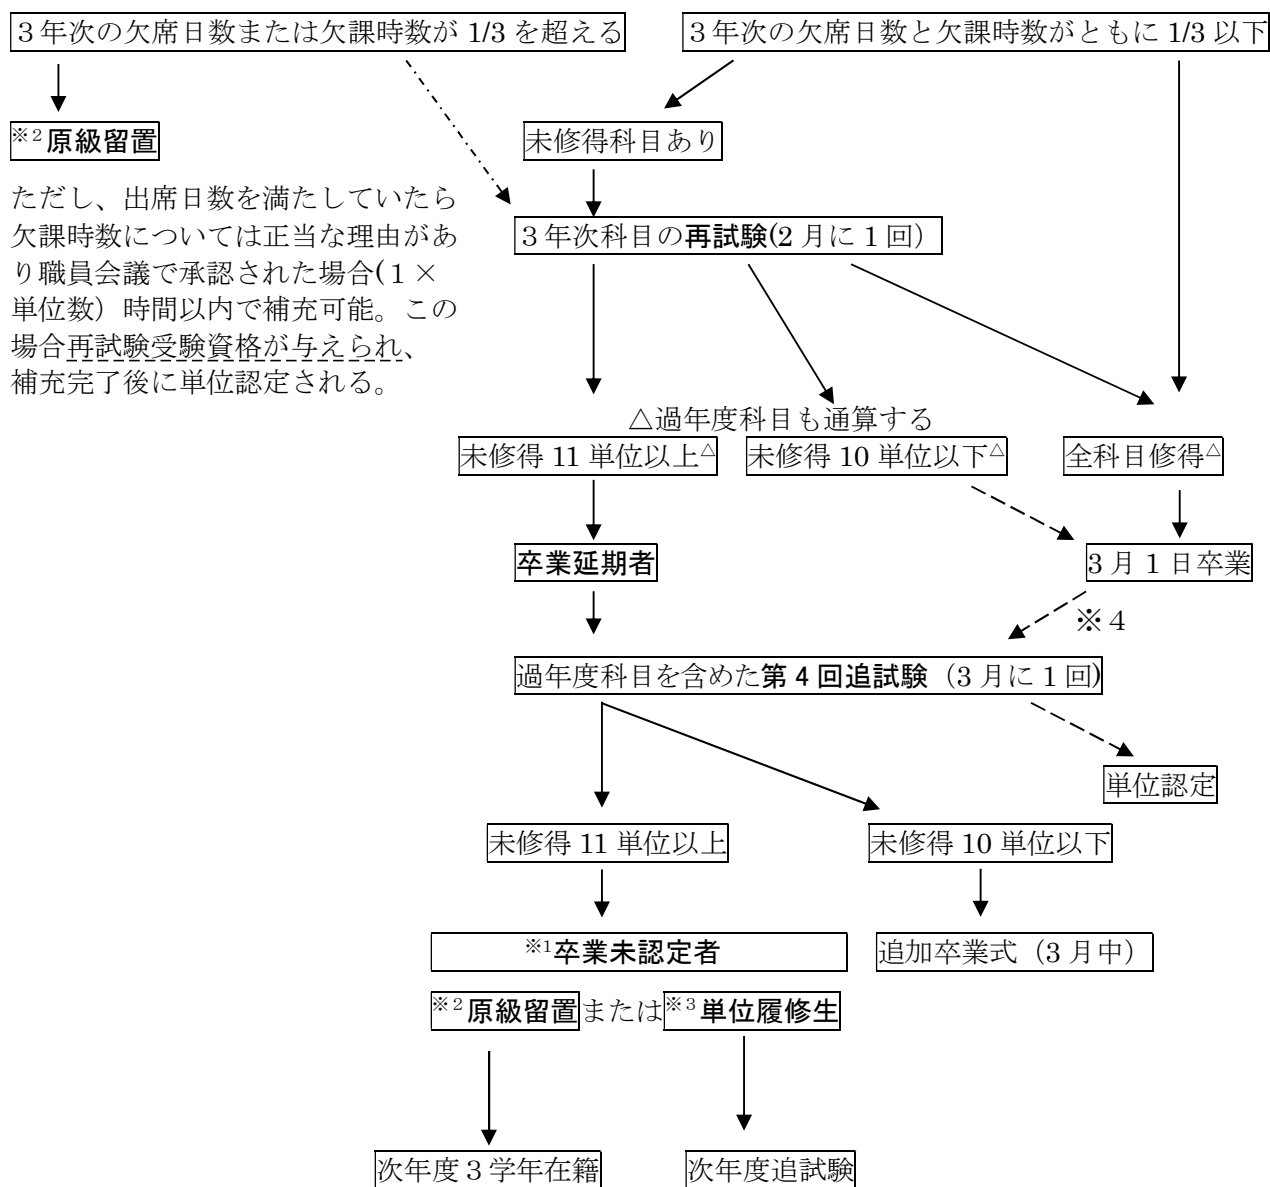 ３年次の欠席日数または欠課時数が 1/3 を超える
３年次の欠席日数と欠課時数がともに 1/3 以下
※2原級留置
未修得科目あり
ただし、出席日数を満たしていたら
欠課時数については正当な理由があ
り職員会議で承認された場合(１×
単位数）時間以内で補充可能。この
場合再試験受験資格が与えられ、
補充完了後に単位認定される。
３年次科目の再試験(2 月に 1 回）
△過年度科目も通算する
未修得 11 単位以上△
未修得 10 単位以下△
全科目修得△
卒業延期者
3 月 1 日卒業
※４
過年度科目を含めた第 4 回追試験（3 月に 1 回)
単位認定
未修得 11 単位以上
未修得 10 単位以下
※1卒業未認定者
追加卒業式（3 月中）
※2原級留置または※3単位履修生
次年度３学年在籍
次年度追試験